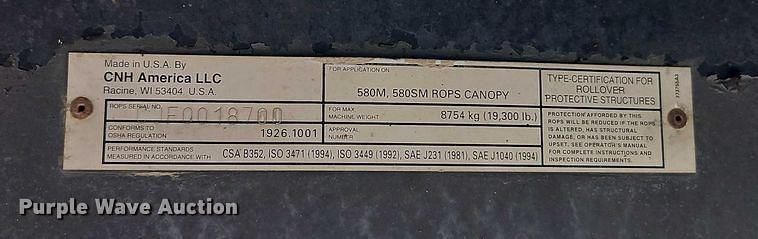 Made in U.S.A. By
CNH America LLC
Racine, WI 53404 U.S.A.
FOR APPLICATION ON
580M, 580SM ROPS CANOPY
TYPE-CERTIFICATION FOR
ROLLOVER
PROTECTIVE STRUCTURES
ROPS SERIAL NO.
FOR MAX
MACHINE WEIGHT
8754 kg (19,300 lb.)
CONFORMS TO
OSHA REGULATION
1926.1001
APPROVAL
NUMBER
PERFORMANCE STANDARDS
MEASURED IN ACCORDANCE WITH
CSA B352, ISO 3471 (1994), ISO 3449 (1992), SAE J231 (1981), SAE J1040 (1994)
PROTECTION AFFORDED BY THIS
ROPS WILL BE REDUCED IF THE ROPS
IS ALTERED, HAS STRUCTURAL
DAMAGE, OR HAS BEEN SUBJECT TO
UPSET. SEE OPERATOR'S MANUAL
FOR COMPLETE INSTRUCTIONS AND
INSPECTION REQUIREMENTS.
Purple Wave Auction